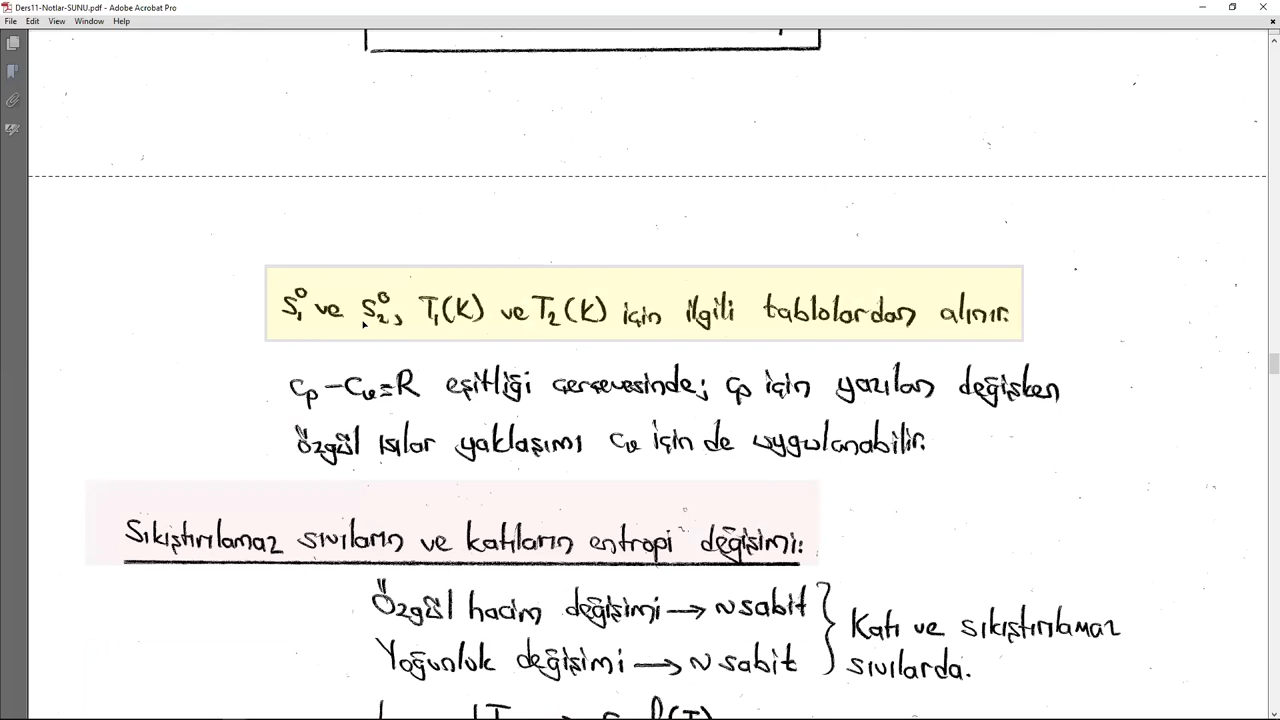 Ders11-Notlar-SUNU.pdf - Adobe Acrobat Pro
File Edit View Window Help
S₁⁰ ve S₂⁰, T₁(K) ve T₂(K) için ilgili tablolardan alınır.
Cp-Cv=R eşitliği çerçevesinde; Cp için yazılan değişken
özgül ısılar yaklaşımı Cv için de uygulanabilir.
Sıkıştırılamaz sıvıların ve katıların entropi değişimi:
Özgül hacim değişimi → ~ sabit
Yoğunluk değişimi → ~ sabit
Katı ve sıkıştırılamaz
sıvılarda.